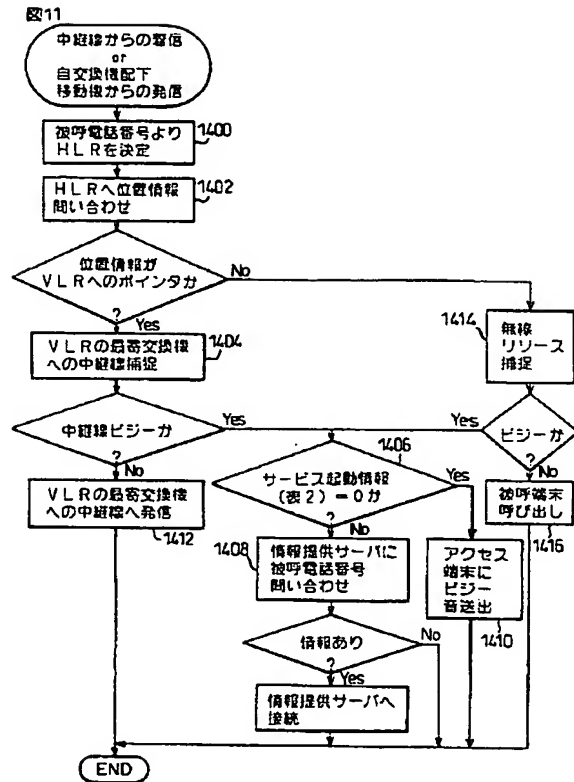 図11
中継線からの着信
or
自交換機配下
移動機からの発信
1400
被呼電話番号より
HLRを決定
1402
HLRへ位置情報
問い合わせ
位置情報が
VLRへのポインタか
?
No
Yes
1404
VLRの最寄交換機
への中継線捕捉
1414
無線
リソース
捕捉
中継線ビジーか
?
Yes
Yes
ビジーか
?
No
No
1406
サービス起動情報
(表2)=0か
?
Yes
No
VLRの最寄交換機
への中継線へ発信
1412
被呼端末
呼び出し
1416
1408
情報提供サーバに
被呼電話番号
問い合わせ
アクセス
端末に
ビジー
音送出
1410
情報あり
?
No
Yes
情報提供サーバへ
接続
END